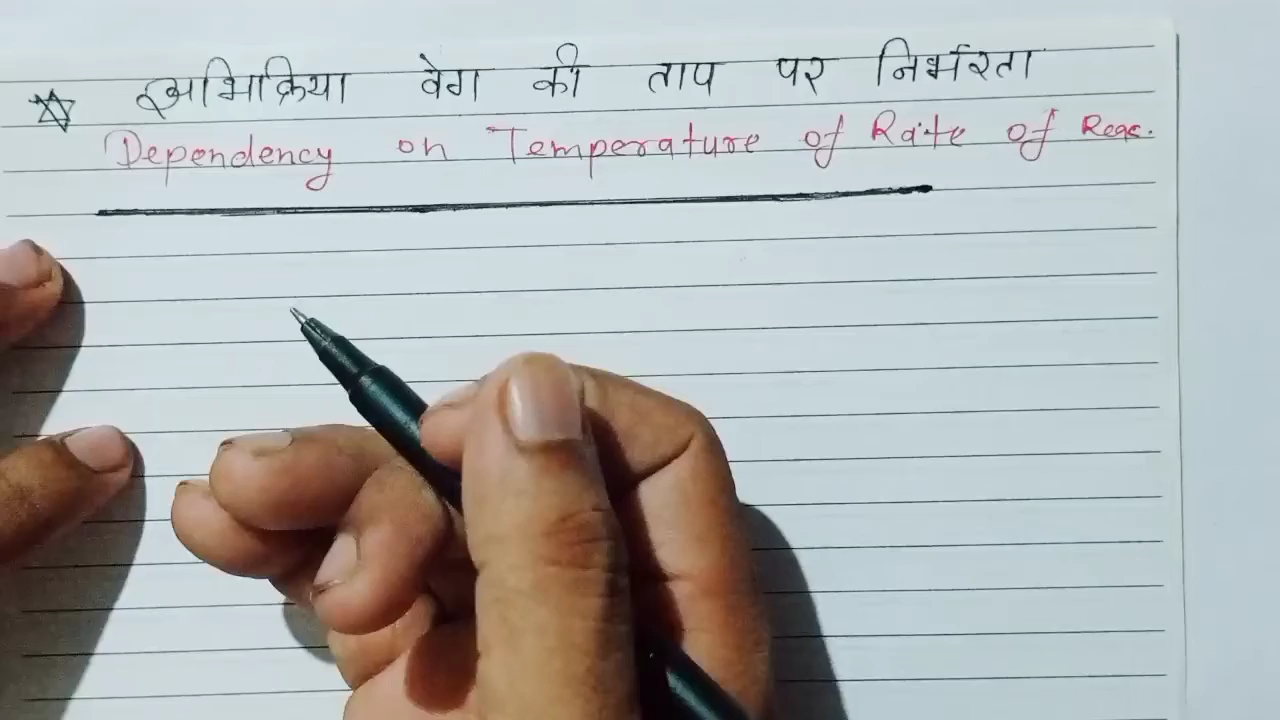 अभिक्रिया वेग की ताप पर निर्भरता
Dependency on Temperature of Rate of Reac.